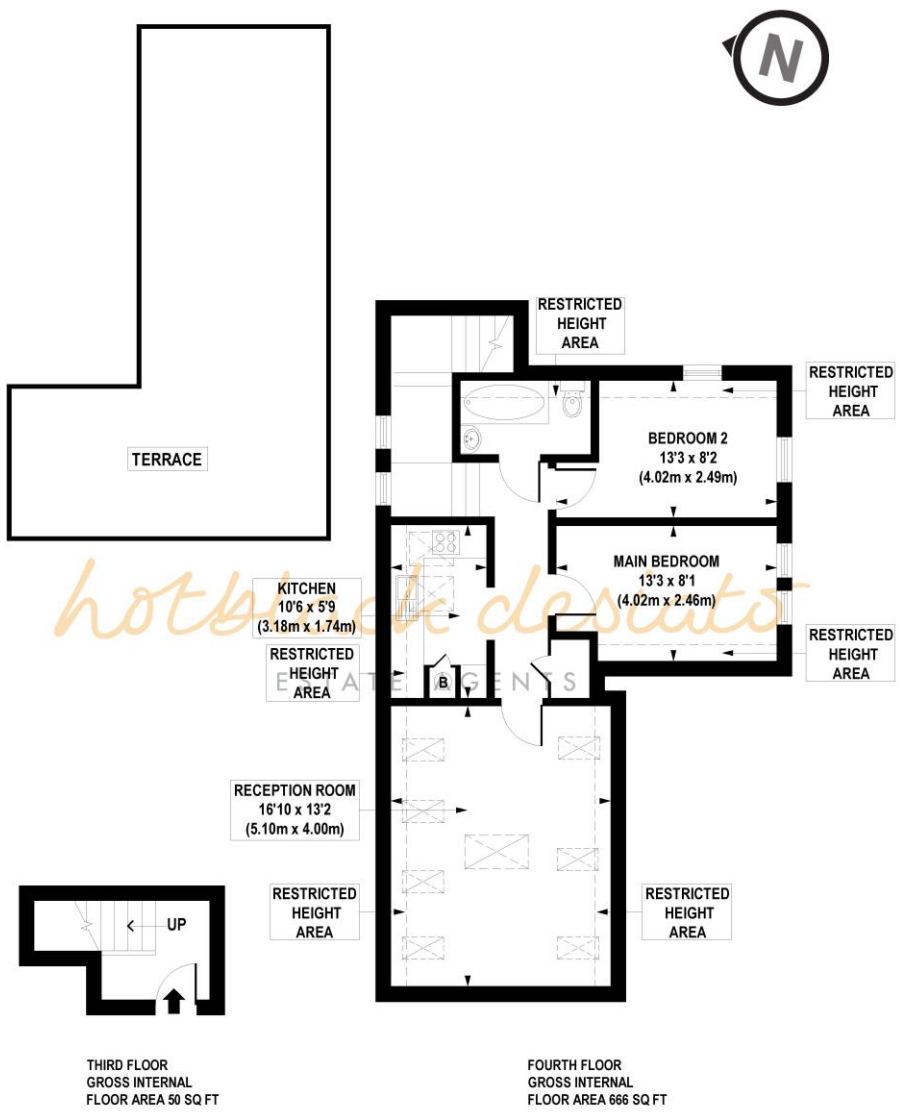 N
TERRACE
RESTRICTED
HEIGHT
AREA
RESTRICTED
HEIGHT
AREA
BEDROOM 2
13'3 x 8'2
(4.02m x 2.49m)
MAIN BEDROOM
13'3 x 8'1
(4.02m x 2.46m)
KITCHEN
10'6 x 5'9
(3.18m x 1.74m)
hotblack desiato
ESTATE AGENTS
RESTRICTED
HEIGHT
AREA
RESTRICTED
HEIGHT
AREA
B
RECEPTION ROOM
16'10 x 13'2
(5.10m x 4.00m)
RESTRICTED
HEIGHT
AREA
RESTRICTED
HEIGHT
AREA
UP
THIRD FLOOR
GROSS INTERNAL
FLOOR AREA 50 SQ FT
FOURTH FLOOR
GROSS INTERNAL
FLOOR AREA 666 SQ FT